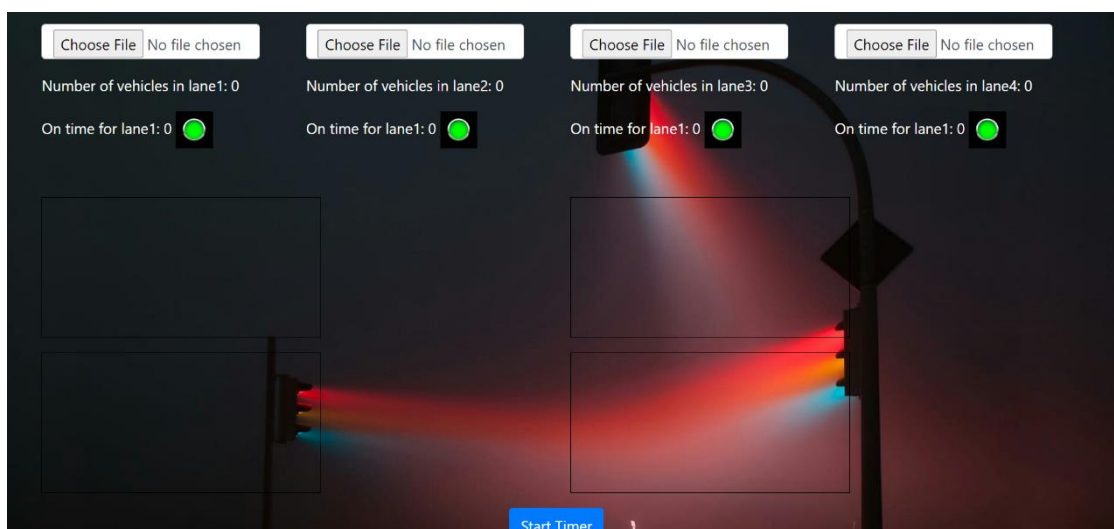 Choose File No file chosen
Choose File No file chosen
Choose File No file chosen
Choose File No file chosen
Number of vehicles in lane1: 0
Number of vehicles in lane2: 0
Number of vehicles in lane3: 0
Number of vehicles in lane4: 0
On time for lane1: 0
On time for lane1: 0
On time for lane1: 0
On time for lane1: 0
Start Timer